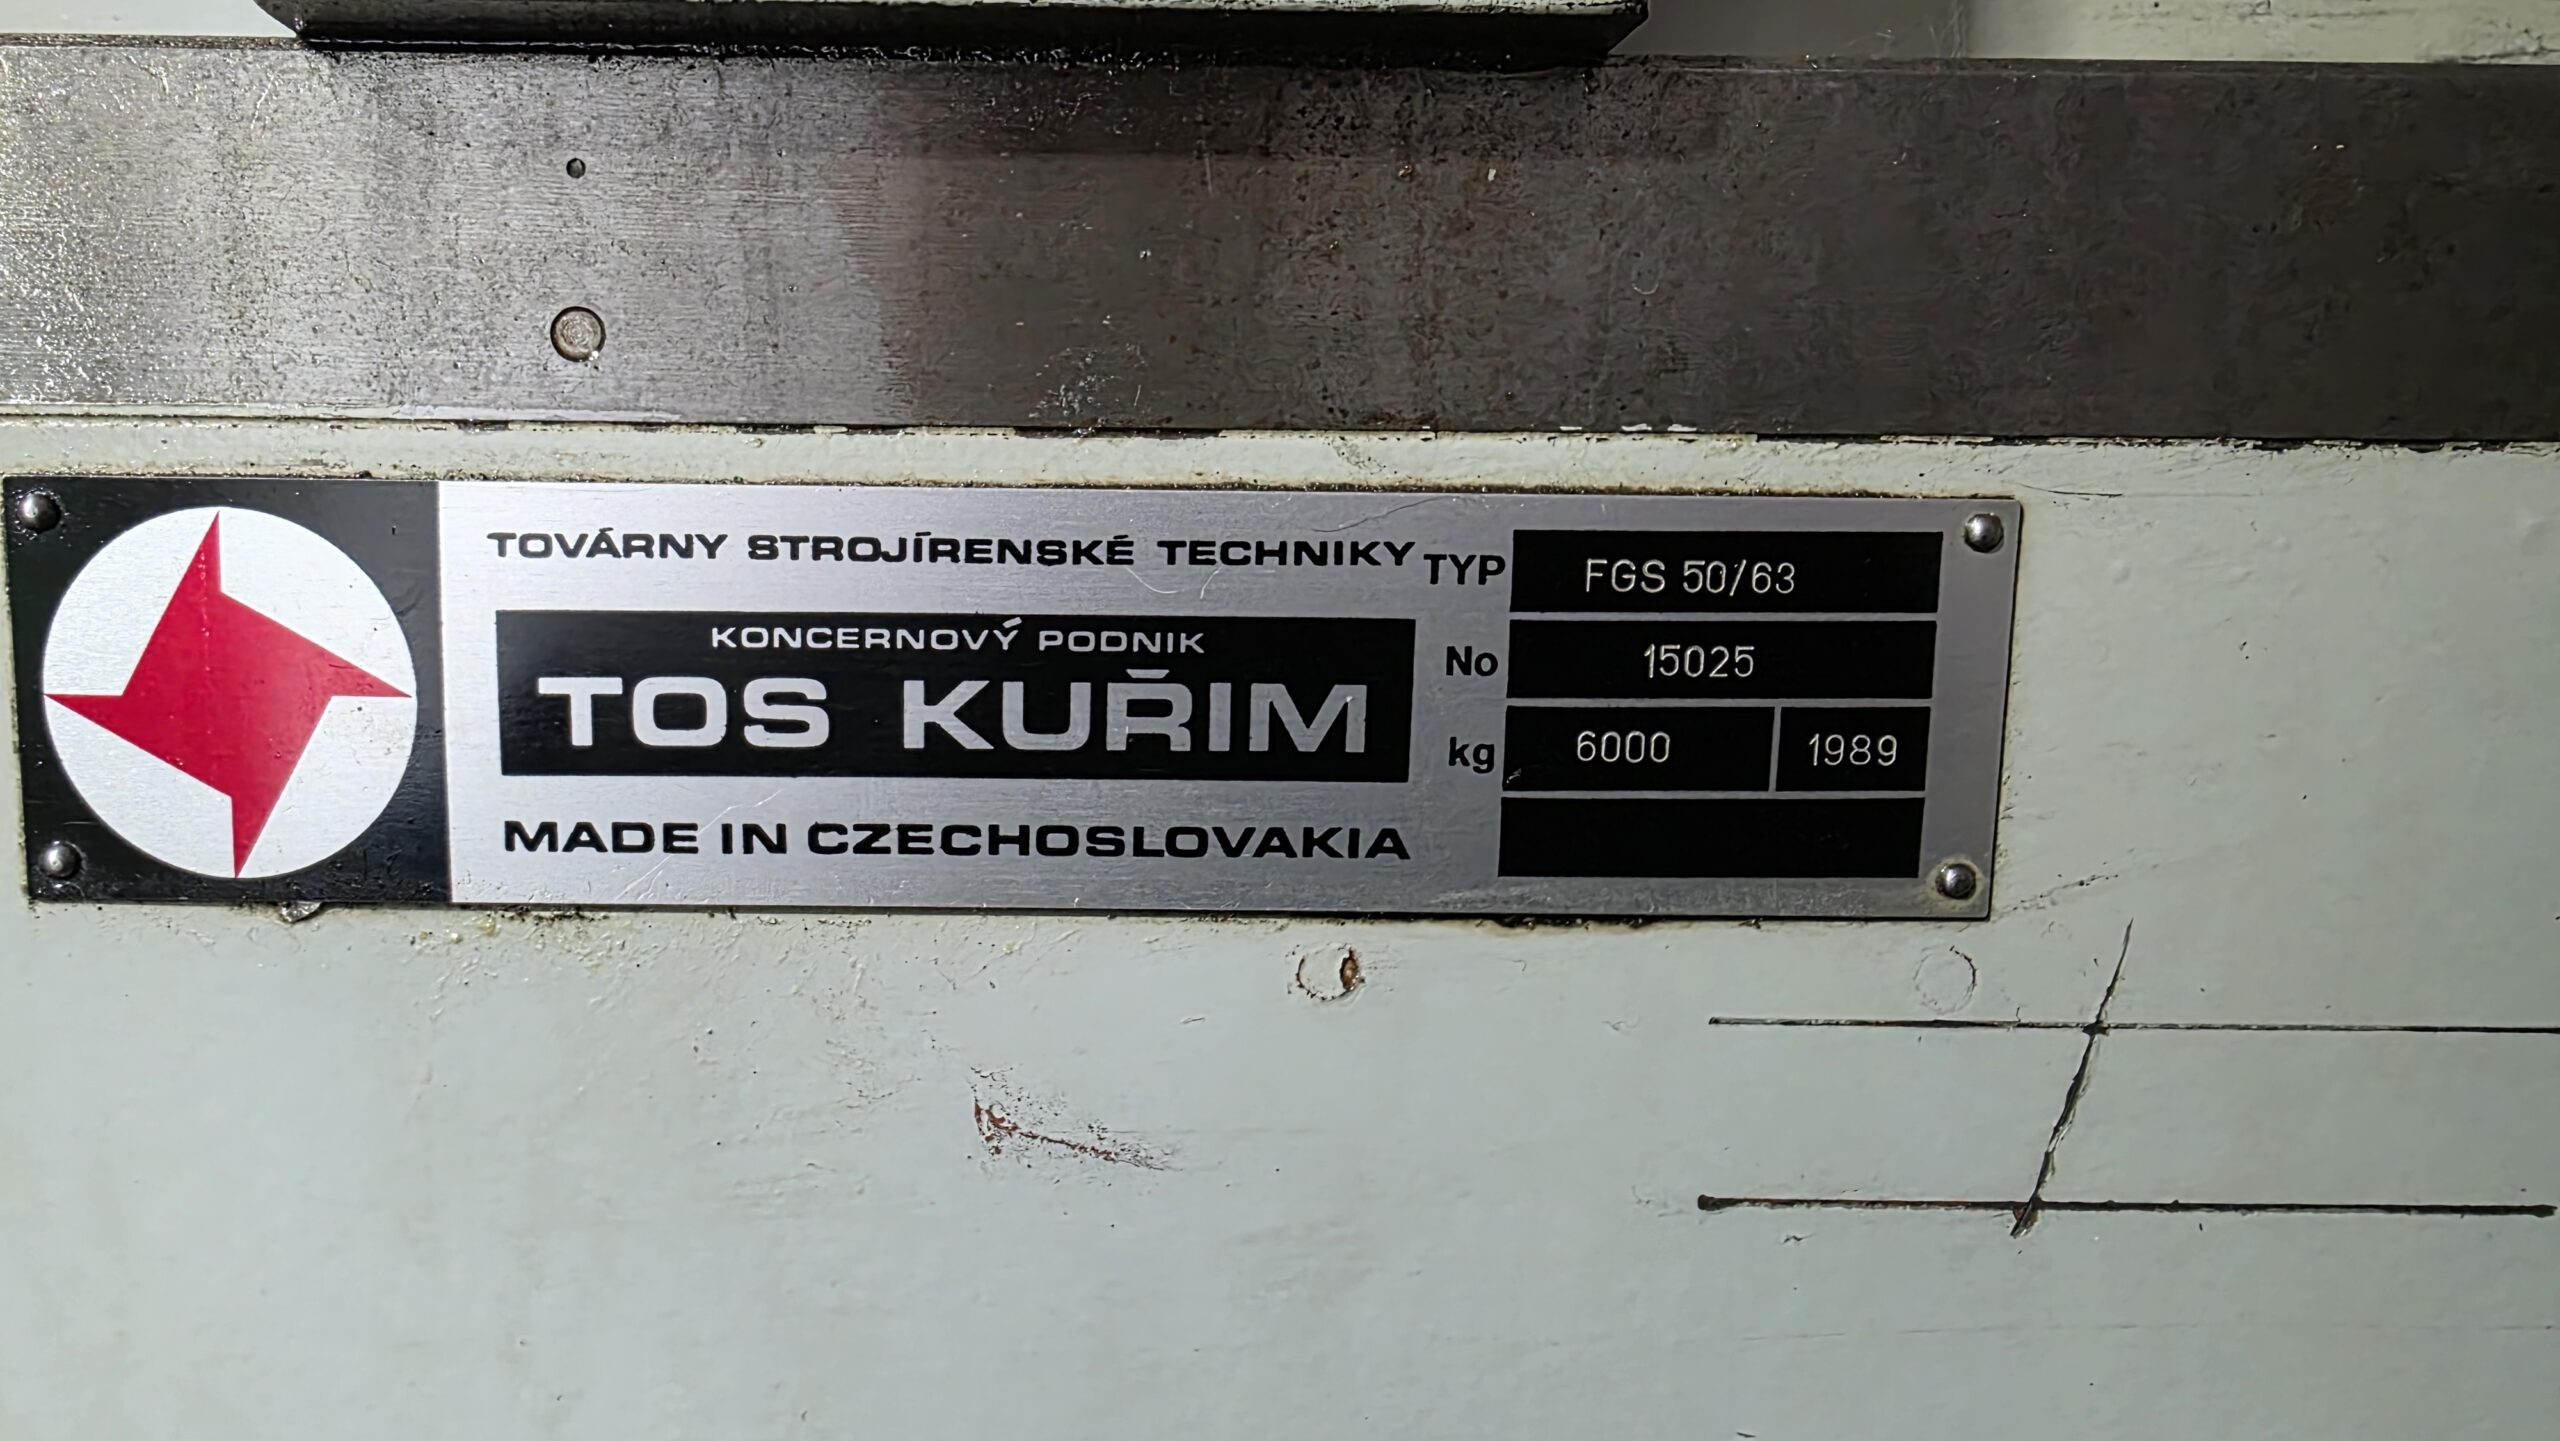 TOVÁRNY STROJÍRENSKÉ TECHNIKY
KONCERNOVÝ PODNIK
TOS KUŘIM
MADE IN CZECHOSLOVAKIA
TYP FGS 50/63
No 15025
kg 6000 1989